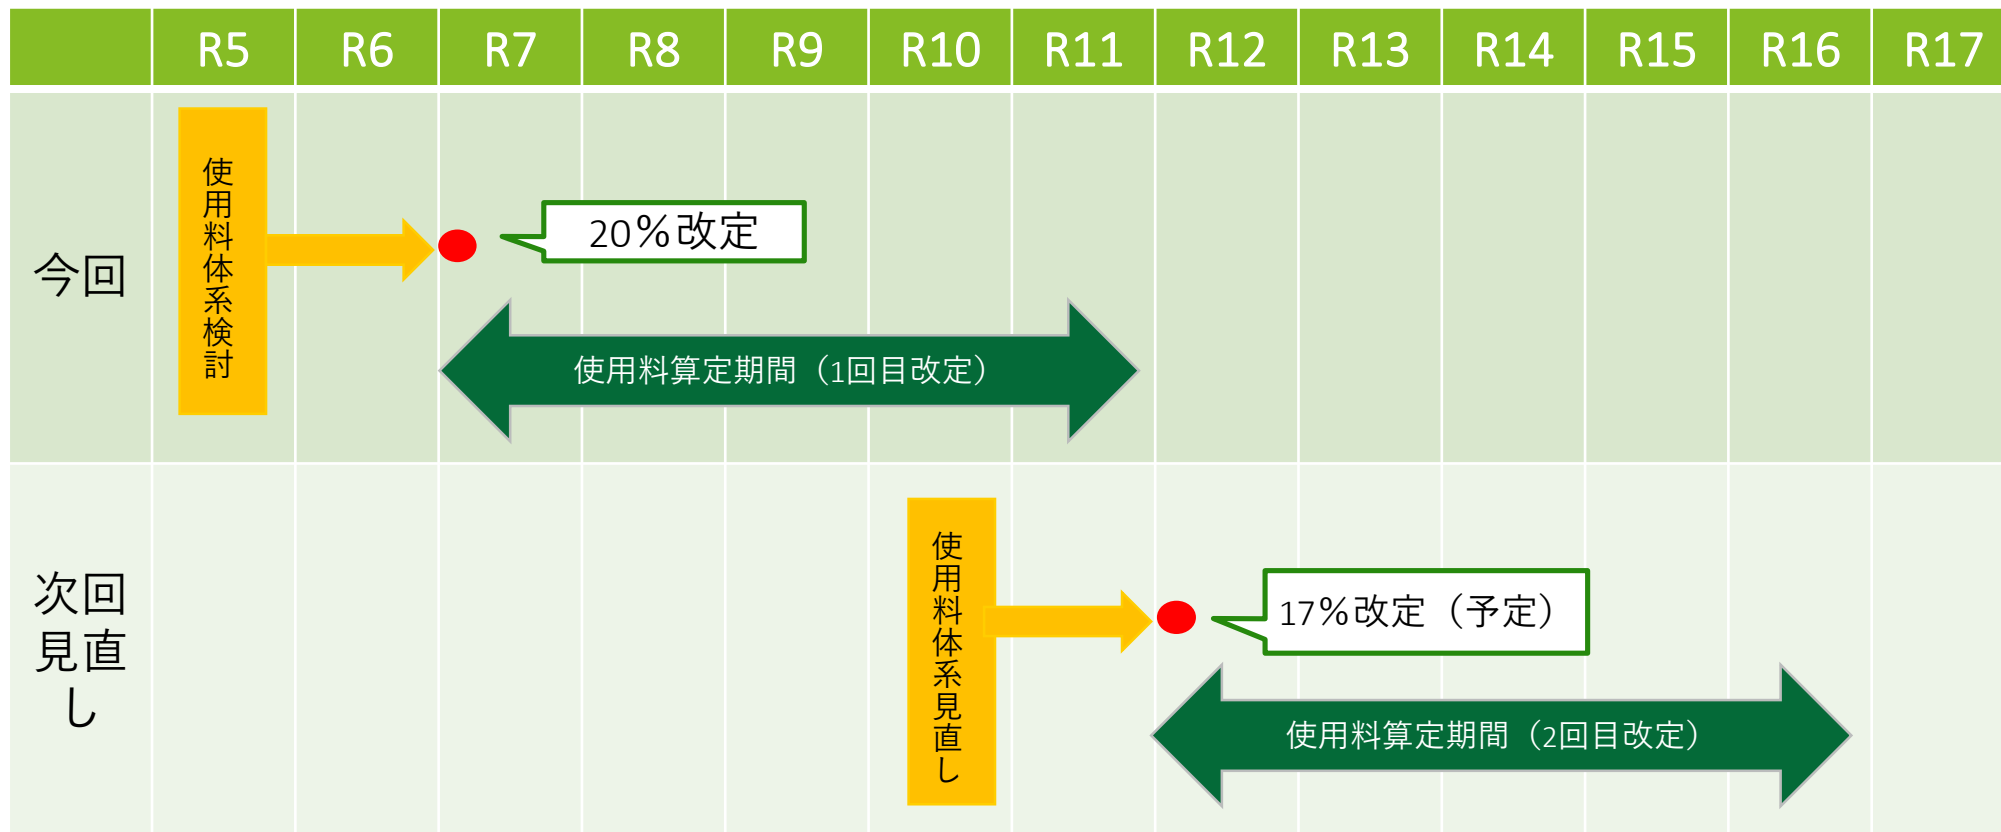 R5 R6 R7 R8 R9 R10 R11 R12 R13 R14 R15 R16 R17
今回
使用料体系検討
20％改定
使用料算定期間（1回目改定）
次回
見直
し
使用料体系見直し
17％改定（予定）
使用料算定期間（2回目改定）